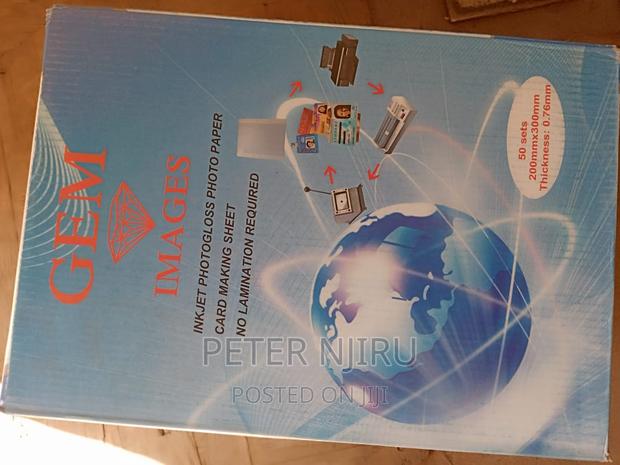 GEM
IMAGES
INKJET PHOTOGLOSS PHOTO PAPER
CARD MAKING SHEET
NO LAMINATION REQUIRED
50 sets
200mmx300mm
Thickness: 0.76mm
PETER NJIRU
POSTED ON JIJI